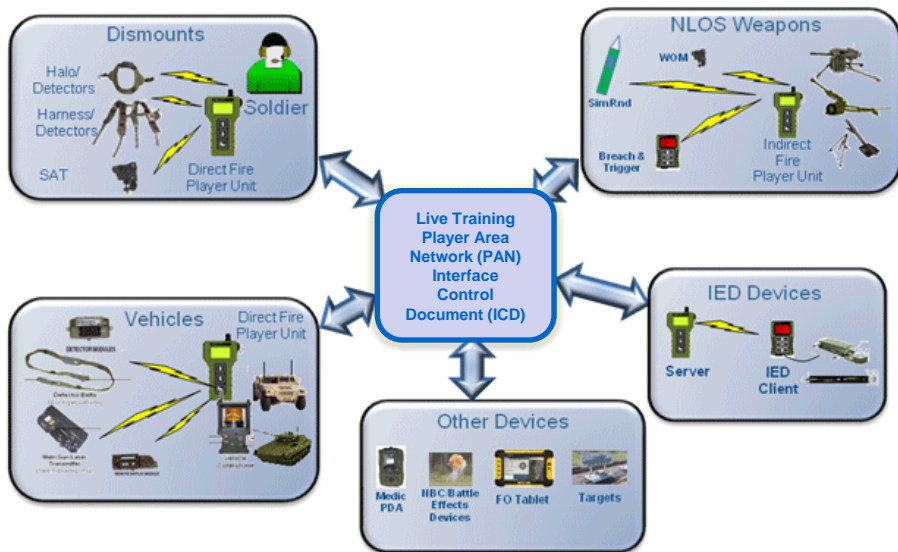 Dismounts
Halo/
Detectors
Harness/
Detectors
SAT
Soldier
Direct Fire
Player Unit
NLOS Weapons
WOM
SimRnd
Breach &
Trigger
Indirect
Fire
Player Unit
Live Training
Player Area
Network (PAN)
Interface
Control
Document (ICD)
Vehicles
Direct Fire
Player Unit
DETECTOR MODULES
Detector Belts
Main Gun Laser
Transmitter
IED Devices
Server
IED
Client
Other Devices
Medic
PDA
NBC/Battle
Effects
Devices
FO Tablet
Targets